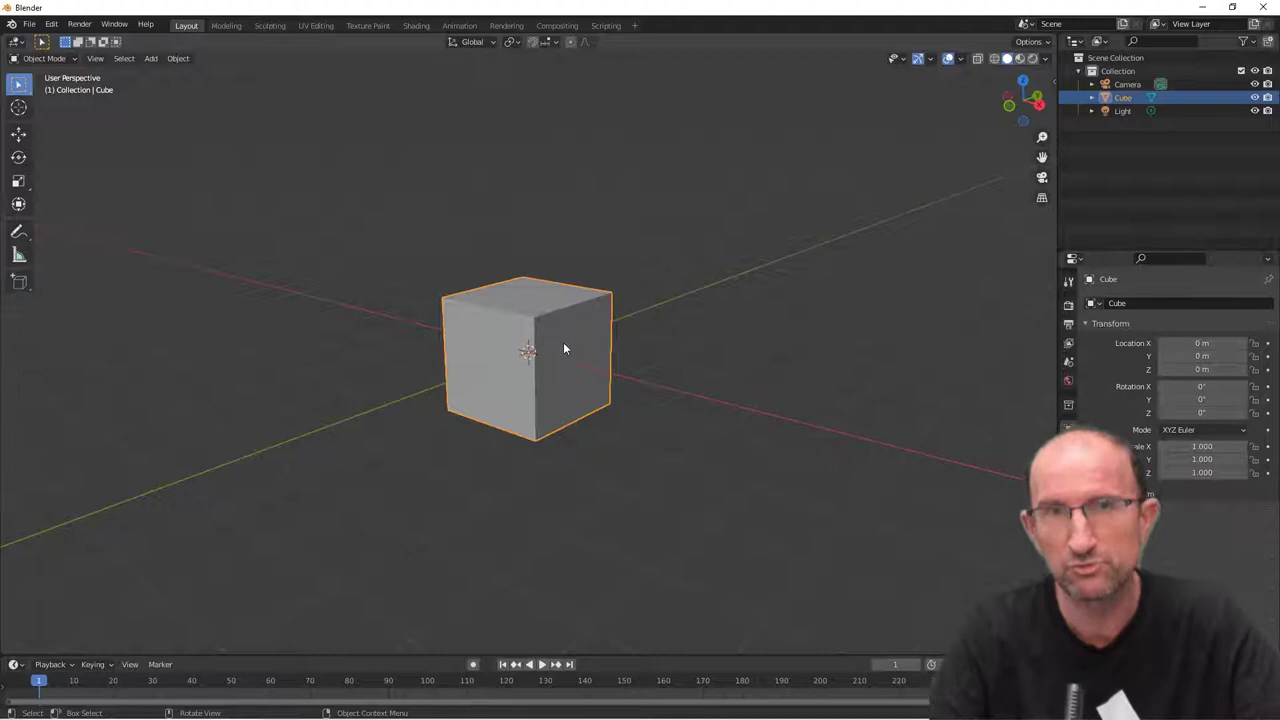 Blender
File Edit Render Window Help Layout Modeling Sculpting UV Editing Texture Paint Shading Animation Rendering Compositing Scripting + Scene View Layer
Global Options
Object Mode View Select Add Object
User Perspective
(1) Collection | Cube
Z
Y
X
Scene Collection
Collection
Camera
Cube
Light
Cube
Cube
Transform
Location X 0 m
Y 0 m
Z 0 m
Rotation X 0°
Y 0°
Z 0°
Mode XYZ Euler
ale X 1.000
Y 1.000
Z 1.000
Playback Keying View Marker 1
1 10 20 30 40 50 60 70 80 90 100 110 120 130 140 150 160 170 180 190 200 210 220
Select Box Select Rotate View Object Context Menu